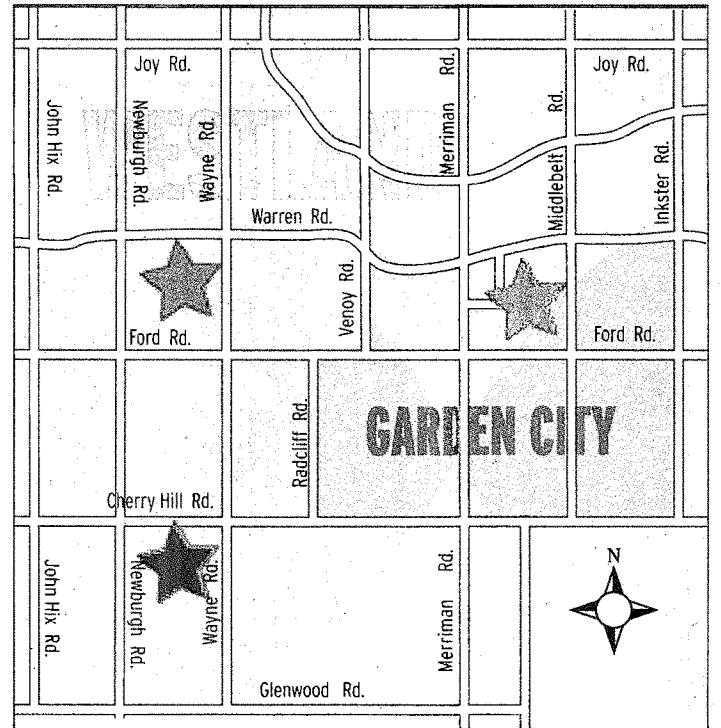 Joy Rd.
Joy Rd.
John Hix Rd.
Newburgh Rd.
Wayne Rd.
Merriman Rd.
Middlebelt Rd.
Inkster Rd.
Warren Rd.
Venoy Rd.
Ford Rd.
Ford Rd.
Radcliff Rd.
GARDEN CITY
Cherry Hill Rd.
John Hix Rd.
Newburgh Rd.
Wayne Rd.
Merriman Rd.
N
Glenwood Rd.